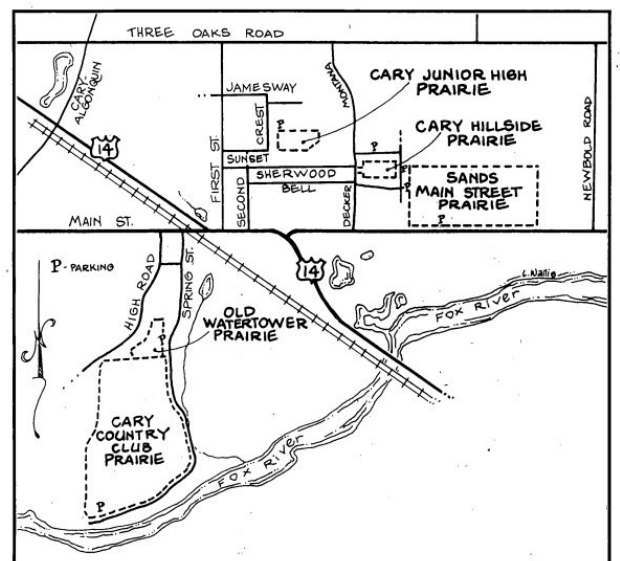 THREE OAKS ROAD
CARY-
ALGONQUIN
14
JAMESWAY
CREST
MONTANA
CARY JUNIOR HIGH
PRAIRIE
P
CARY HILLSIDE
PRAIRIE
P
P
P
FIRST ST.
SUNSET
SECOND
SHERWOOD
BELL
DECKER
SANDS
MAIN STREET
PRAIRIE
P
NEWBOLD ROAD
MAIN ST.
P - PARKING
HIGH ROAD
SPRING ST.
14
L. Wallig
FOX RIVER
OLD
WATERTOWER
PRAIRIE
P
CARY
COUNTRY
CLUB
PRAIRIE
P
FOX RIVER